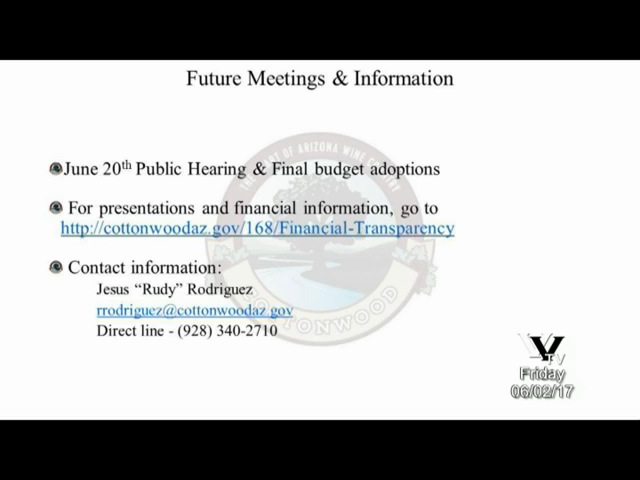 Future Meetings & Information
June 20th Public Hearing & Final budget adoptions
For presentations and financial information, go to
http://cottonwoodaz.gov/168/Financial-Transparency
Contact information:
Jesus “Rudy” Rodriguez
rrodriguez@cottonwoodaz.gov
Direct line - (928) 340-2710
COTTONWOOD
TV
Friday
06/02/17